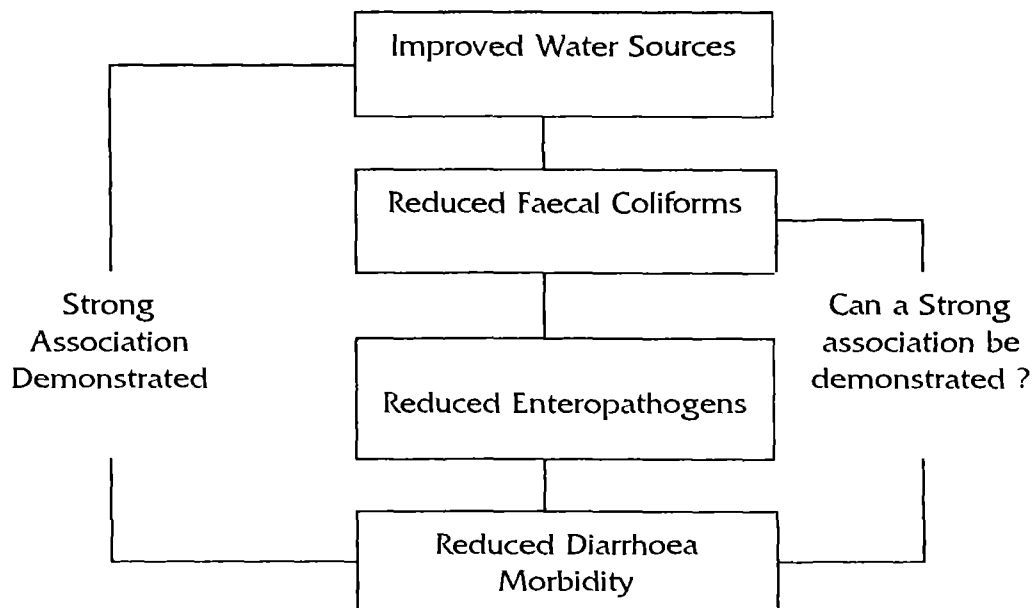 Improved Water Sources
Reduced Faecal Coliforms
Strong
Association
Demonstrated
Can a Strong
association be
demonstrated ?
Reduced Enteropathogens
Reduced Diarrhoea
Morbidity